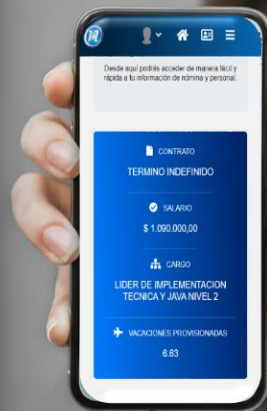 Desde aquí podrás acceder de manera fácil y
rápida a tu información de nómina y personal.
CONTRATO
TERMINO INDEFINIDO
SALARIO
$ 1.090.000,00
CARGO
LIDER DE IMPLEMENTACION
TECNICA Y JAVA NIVEL 2
VACACIONES PROVISIONADAS
6.63